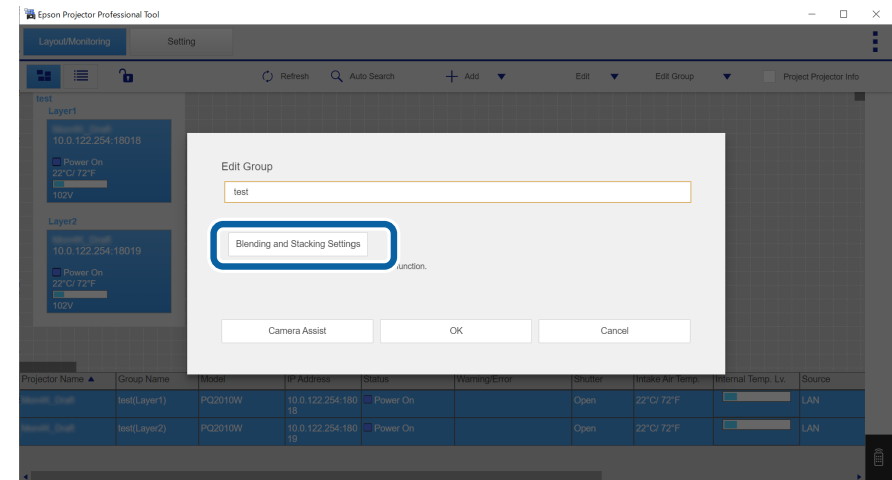 Epson Projector Professional Tool
Layout/Monitoring Setting
Refresh Auto Search Add Edit Edit Group Project Projector Info
test
Layer1
10.0.122.254:18018
Power On
22°C/ 72°F
102V
Layer2
10.0.122.254:18019
Power On
22°C/ 72°F
102V
Edit Group
test
Blending and Stacking Settings
function.
Camera Assist OK Cancel
Projector Name Group Name Model IP Address Status Warning/Error Shutter Intake Air Temp. Internal Temp. Lv. Source
test(Layer1) PQ2010W 10.0.122.254:180 Power On Open 22°C/ 72°F LAN
18
test(Layer2) PQ2010W 10.0.122.254:180 Power On Open 22°C/ 72°F LAN
19